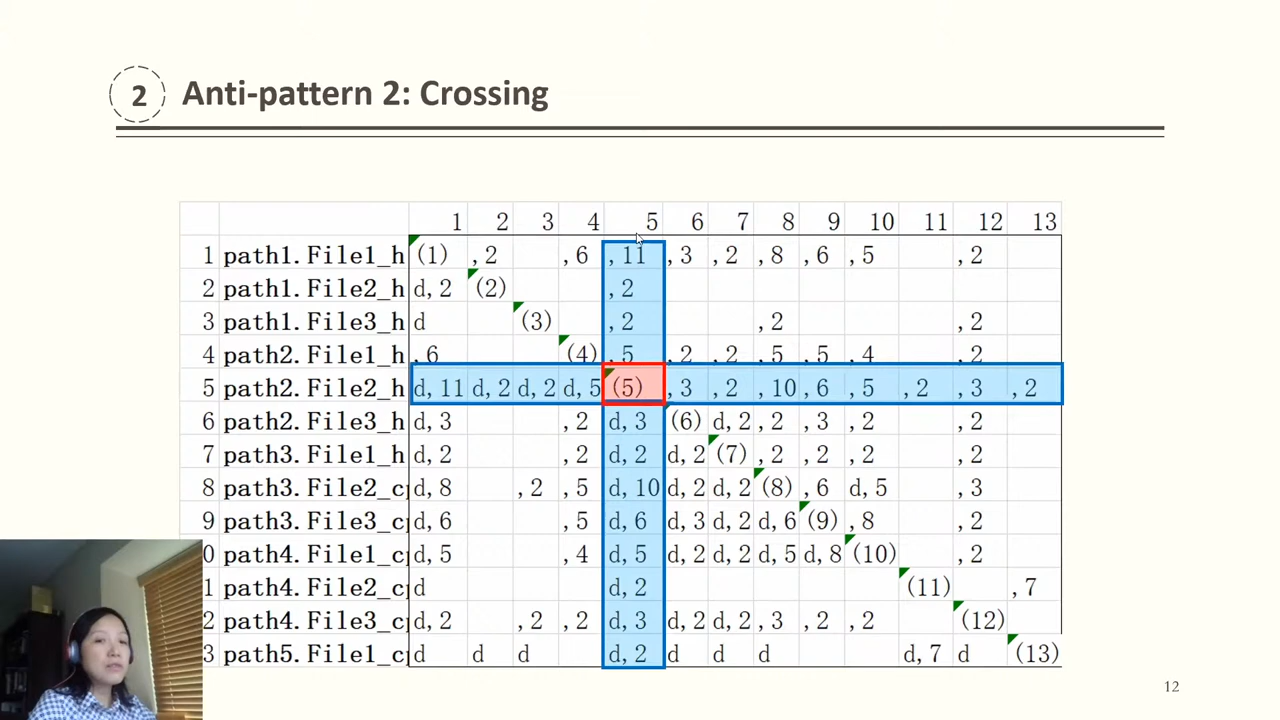 2 Anti-pattern 2: Crossing
1 2 3 4 5 6 7 8 9 10 11 12 13
1 path1.File1_h (1) ,2 ,6 ,11 ,3 ,2 ,8 ,6 ,5 ,2
2 path1.File2_h d,2 (2) ,2
3 path1.File3_h d (3) ,2 ,2 ,2
4 path2.File1_h ,6 (4) ,5 ,2 ,2 ,5 ,5 ,4 ,2
5 path2.File2_h d,11 d,2 d,2 d,5 (5) ,3 ,2 ,10 ,6 ,5 ,2 ,3 ,2
6 path2.File3_h d,3 ,2 d,3 (6) d,2 ,2 ,3 ,2 ,2
7 path3.File1_h d,2 ,2 d,2 d,2 (7) ,2 ,2 ,2 ,2
8 path3.File2_cp d,8 ,2 ,5 d,10 d,2 d,2 (8) ,6 d,5 ,3
9 path3.File3_cp d,6 ,5 d,6 d,3 d,2 d,6 (9) ,8 ,2
0 path4.File1_cp d,5 ,4 d,5 d,2 d,2 d,5 d,8 (10) ,2
1 path4.File2_cp d d,2 (11) ,7
2 path4.File3_cp d,2 ,2 ,2 d,3 d,2 d,2 ,3 ,2 ,2 (12)
3 path5.File1_cp d d d d,2 d d d d,7 d (13)
12